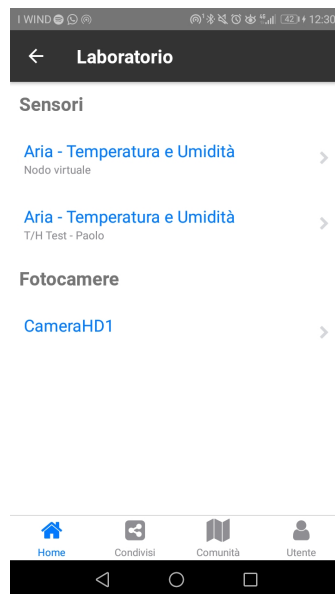 I WIND 42 12:30
Laboratorio
Sensori
Aria - Temperatura e Umidità
Nodo virtuale
Aria - Temperatura e Umidità
T/H Test - Paolo
Fotocamere
CameraHD1
Home Condivisi Comunità Utente